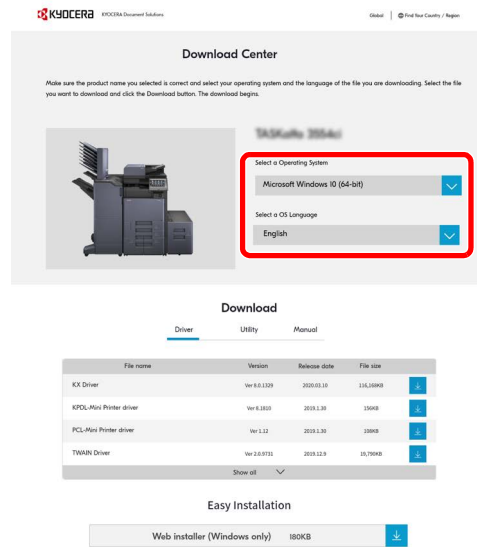 KYOCERA KYOCERA Document Solutions
Global Find Your Country / Region
Download Center
Make sure the product name you selected is correct and select your operating system and the language of the file you are downloading. Select the file
you want to download and click the Download button. The download begins.
Select a Operating System
Microsoft Windows 10 (64-bit)
Select a OS Language
English
Download
Driver Utility Manual
File name Version Release date File size
KX Driver Ver 8.0.1329 2020.03.10 116,168KB
KPDL-Mini Printer driver Ver 8.1810 2019.1.30 156KB
PCL-Mini Printer driver Ver 1.12 2019.1.30 108KB
TWAIN Driver Ver 2.0.9731 2019.12.9 19,790KB
Show all
Easy Installation
Web installer (Windows only) 180KB